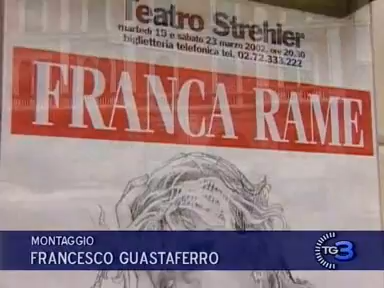 Teatro Strehler
martedì 19 e sabato 23 marzo 2002, ore 20.30
biglietteria telefonica tel. 02.72.333.222
FRANCA RAME
MONTAGGIO
FRANCESCO GUASTAFERRO
TG3